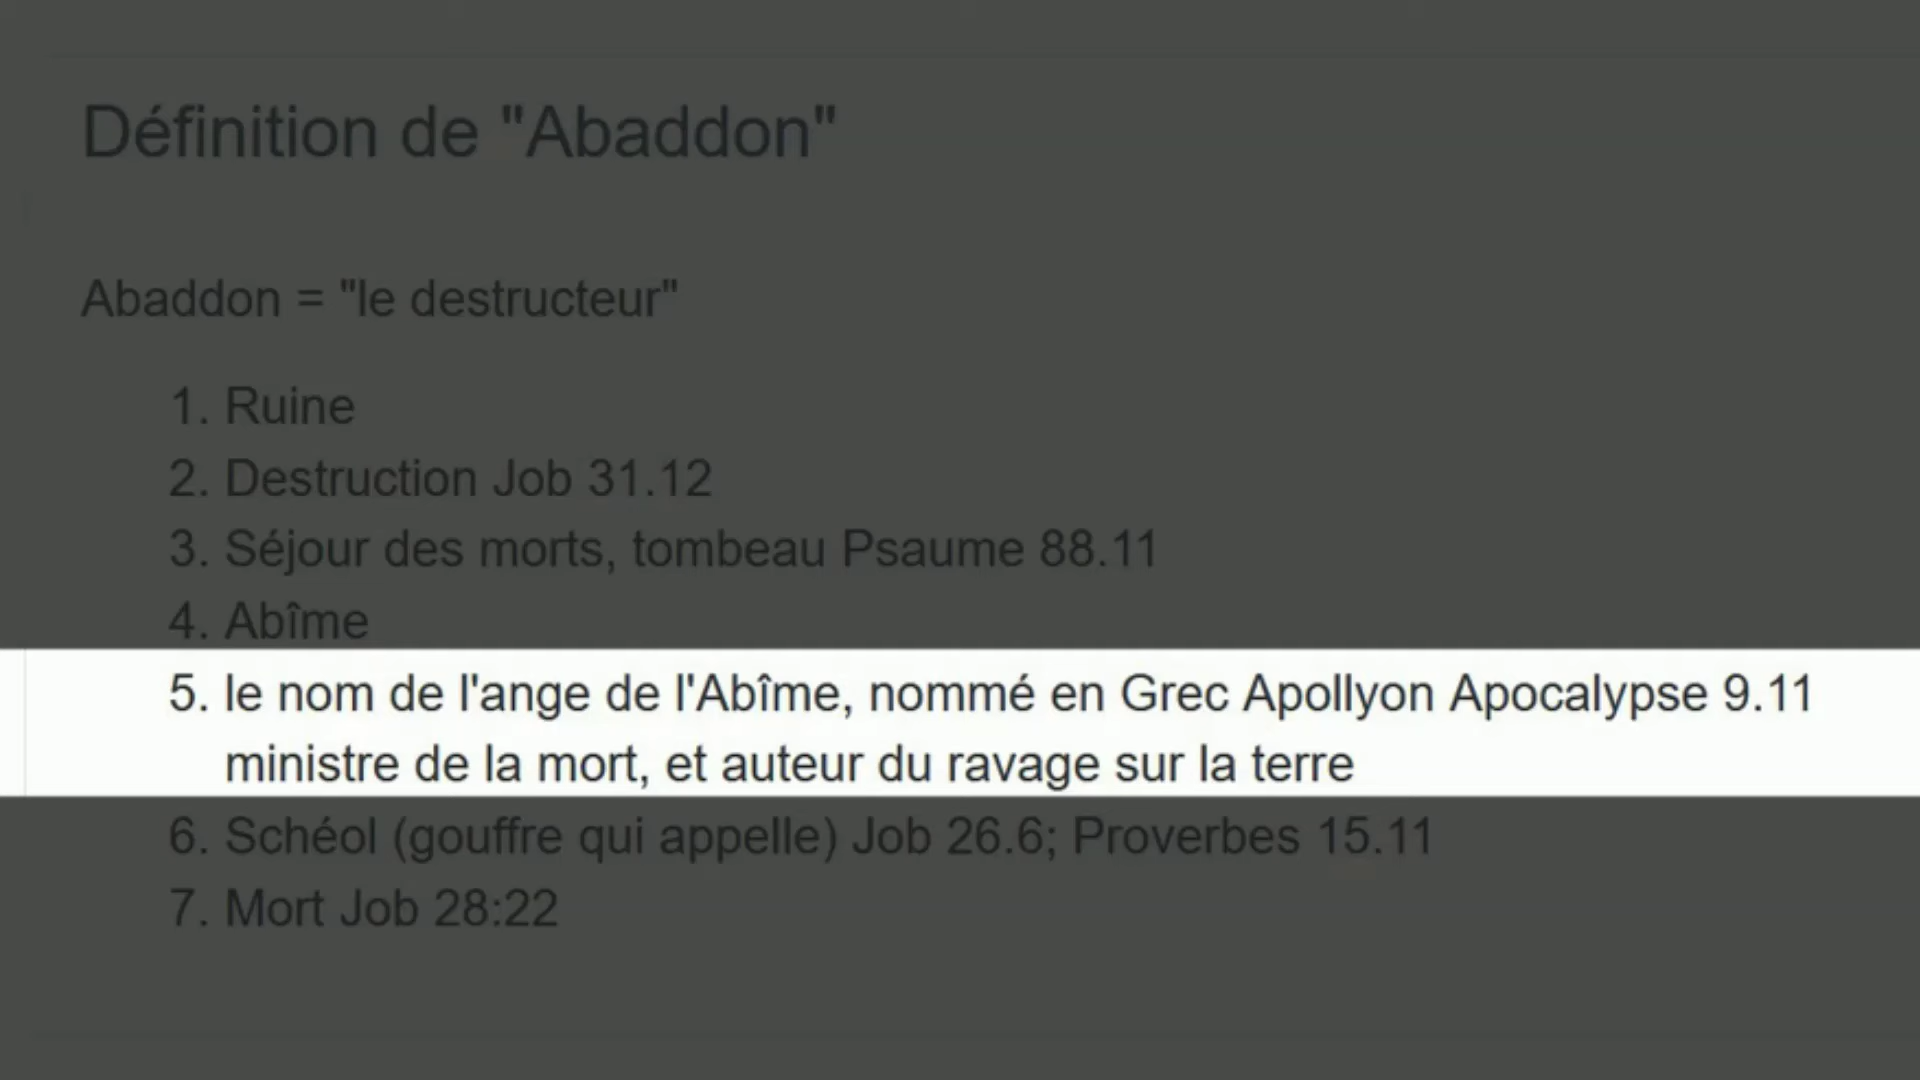 Définition de "Abaddon"
Abaddon = "le destructeur"
1. Ruine
2. Destruction Job 31.12
3. Séjour des morts, tombeau Psaume 88.11
4. Abîme
5. le nom de l'ange de l'Abîme, nommé en Grec Apollyon Apocalypse 9.11
ministre de la mort, et auteur du ravage sur la terre
6. Schéol (gouffre qui appelle) Job 26.6; Proverbes 15.11
7. Mort Job 28:22